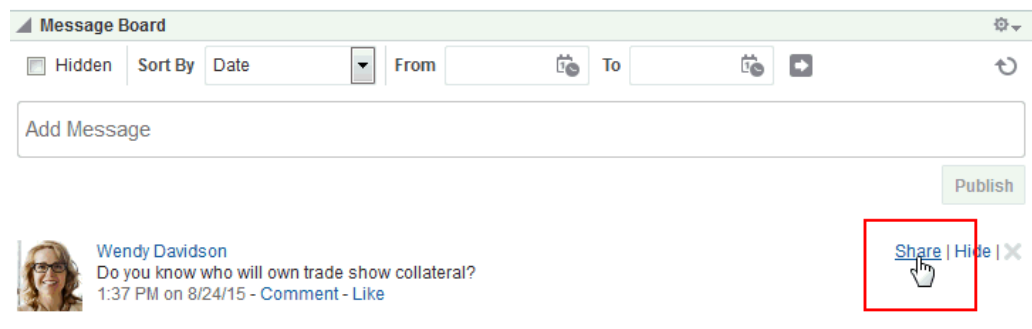 Message Board
Hidden Sort By Date From To
Add Message
Publish
Wendy Davidson Share | Hide |
Do you know who will own trade show collateral?
1:37 PM on 8/24/15 - Comment - Like